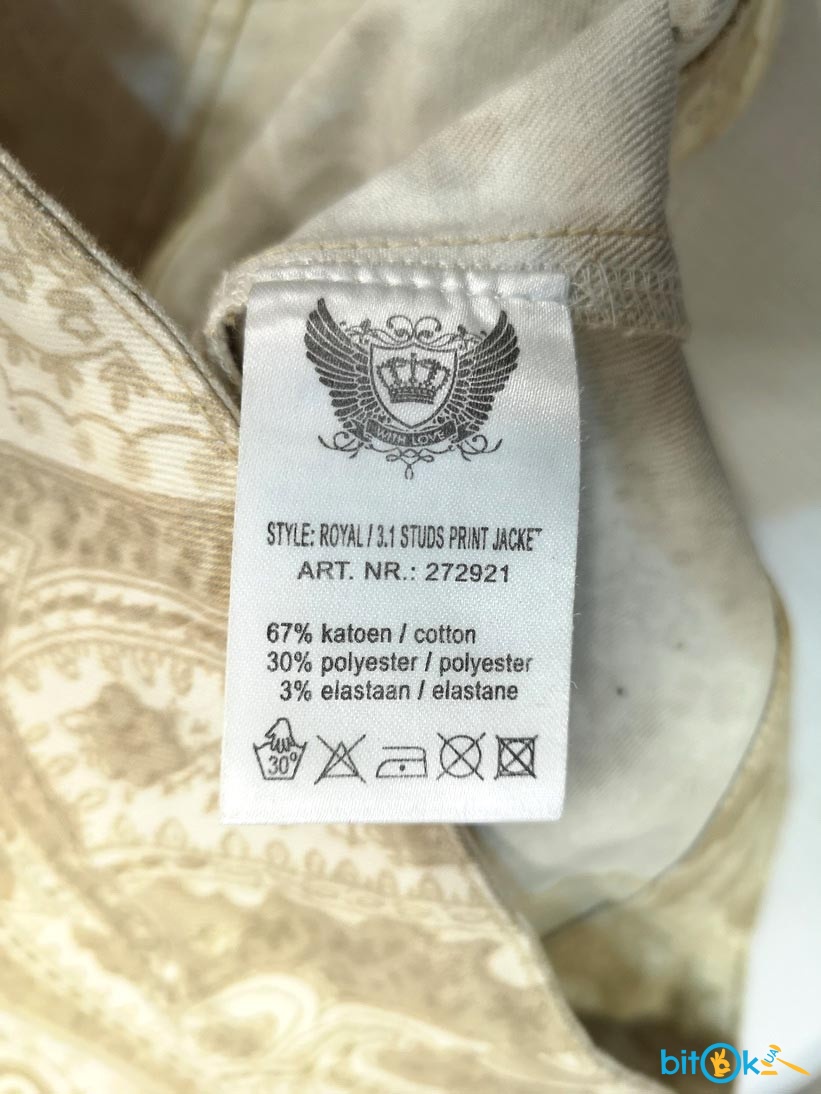 WITH LOVE
STYLE: ROYAL / 3.1 STUDS PRINT JACKET
ART. NR.: 272921
67% katoen / cotton
30% polyester / polyester
3% elastaan / elastane
30°
bitOk.UA